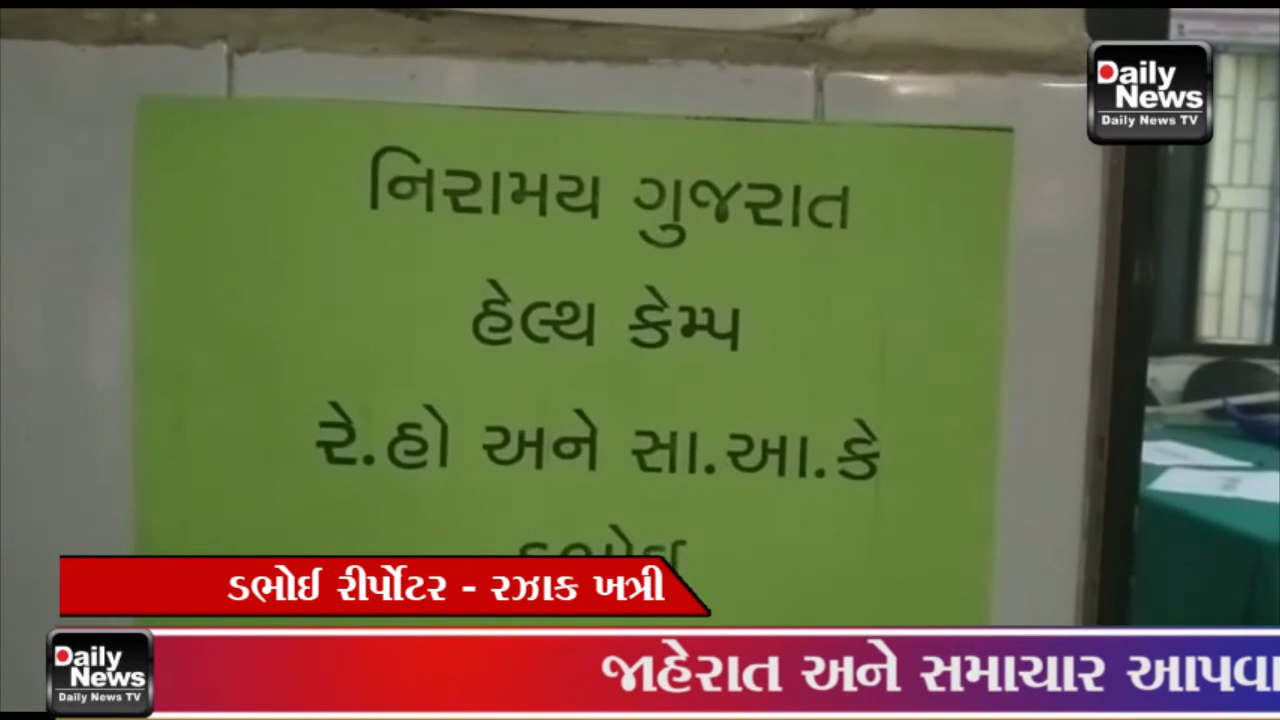 Daily
News
Daily News TV
નિરામય ગુજરાત
હેલ્થ કેમ્પ
રે.હો અને સા.આ.કે
ડભોઇ
ડભોઈ રીર્પોટર - રઝાક ખત્રી
Daily
News
Daily News TV
જાહેરાત અને સમાચાર આપવા